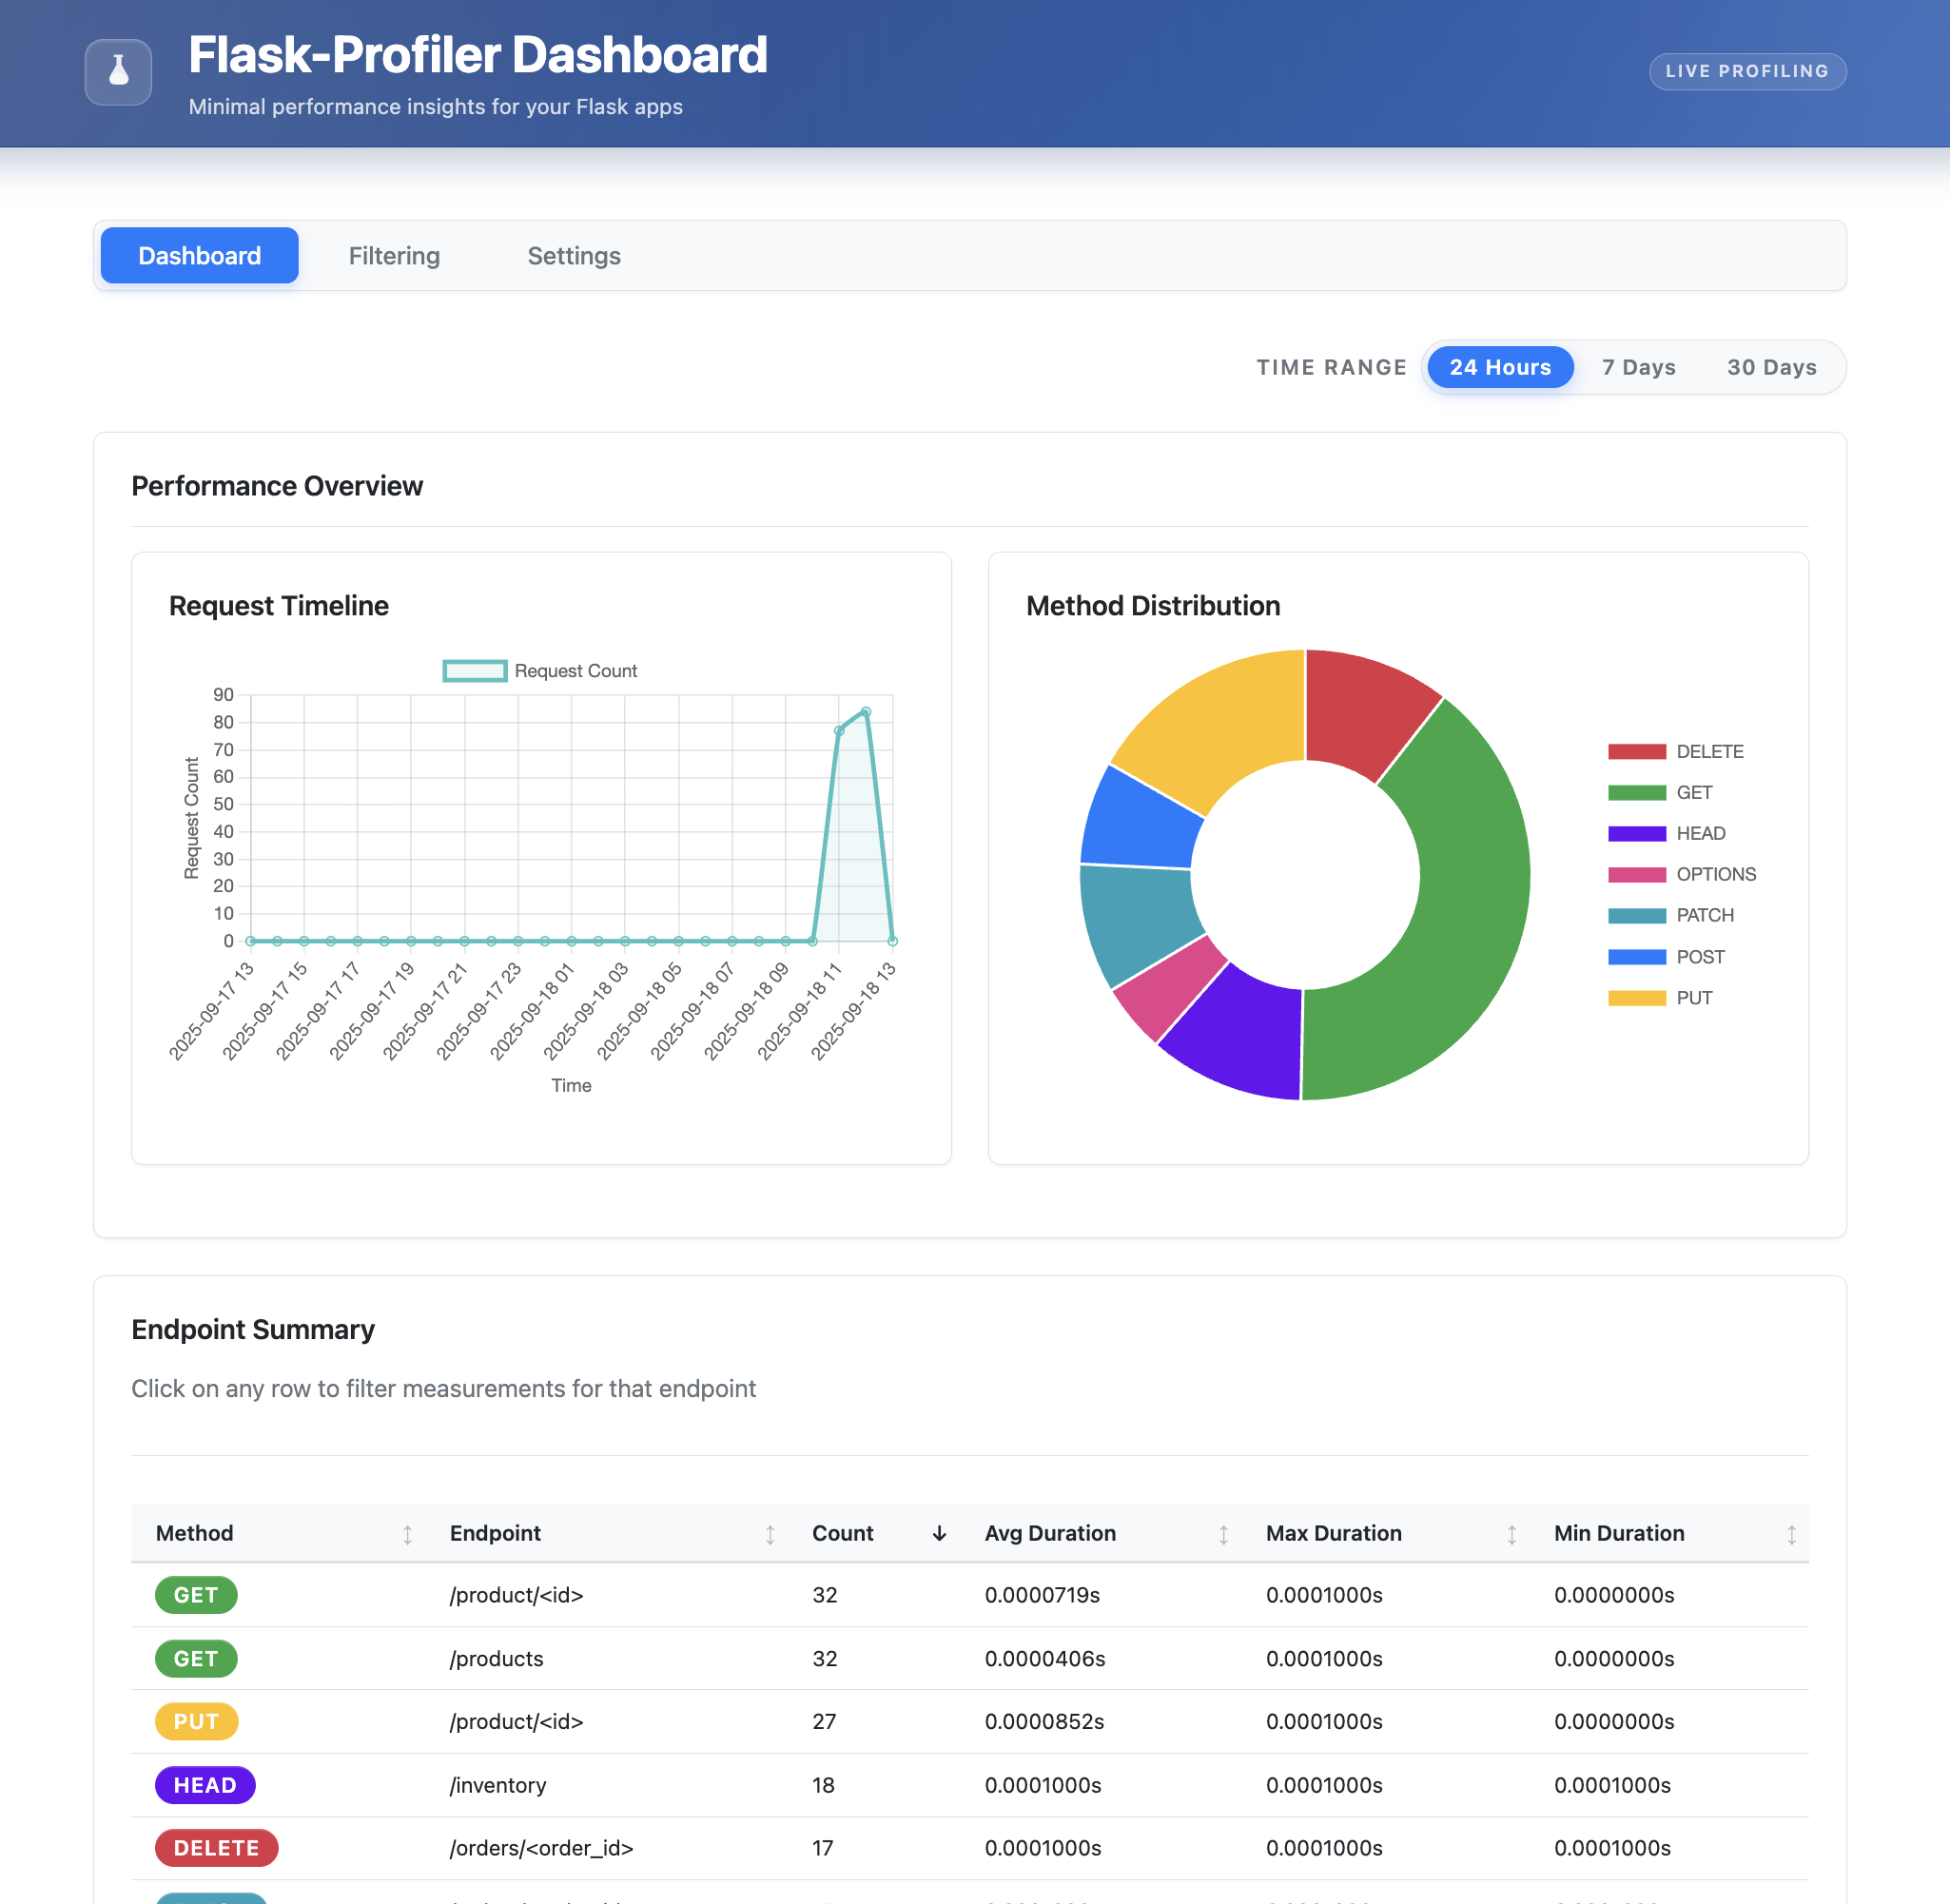 Flask-Profiler Dashboard
Minimal performance insights for your Flask apps
LIVE PROFILING
Dashboard Filtering Settings
TIME RANGE 24 Hours 7 Days 30 Days
Performance Overview
Request Timeline
Request Count
Request Count
90
80
70
60
50
40
30
20
10
0
2025-09-17 13
2025-09-17 15
2025-09-17 17
2025-09-17 19
2025-09-17 21
2025-09-17 23
2025-09-18 01
2025-09-18 03
2025-09-18 05
2025-09-18 07
2025-09-18 09
2025-09-18 11
2025-09-18 13
Time
Method Distribution
DELETE
GET
HEAD
OPTIONS
PATCH
POST
PUT
Endpoint Summary
Click on any row to filter measurements for that endpoint
Method Endpoint Count Avg Duration Max Duration Min Duration
GET /product/<id> 32 0.0000719s 0.0001000s 0.0000000s
GET /products 32 0.0000406s 0.0001000s 0.0000000s
PUT /product/<id> 27 0.0000852s 0.0001000s 0.0000000s
HEAD /inventory 18 0.0001000s 0.0001000s 0.0001000s
DELETE /orders/<order_id> 17 0.0001000s 0.0001000s 0.0001000s